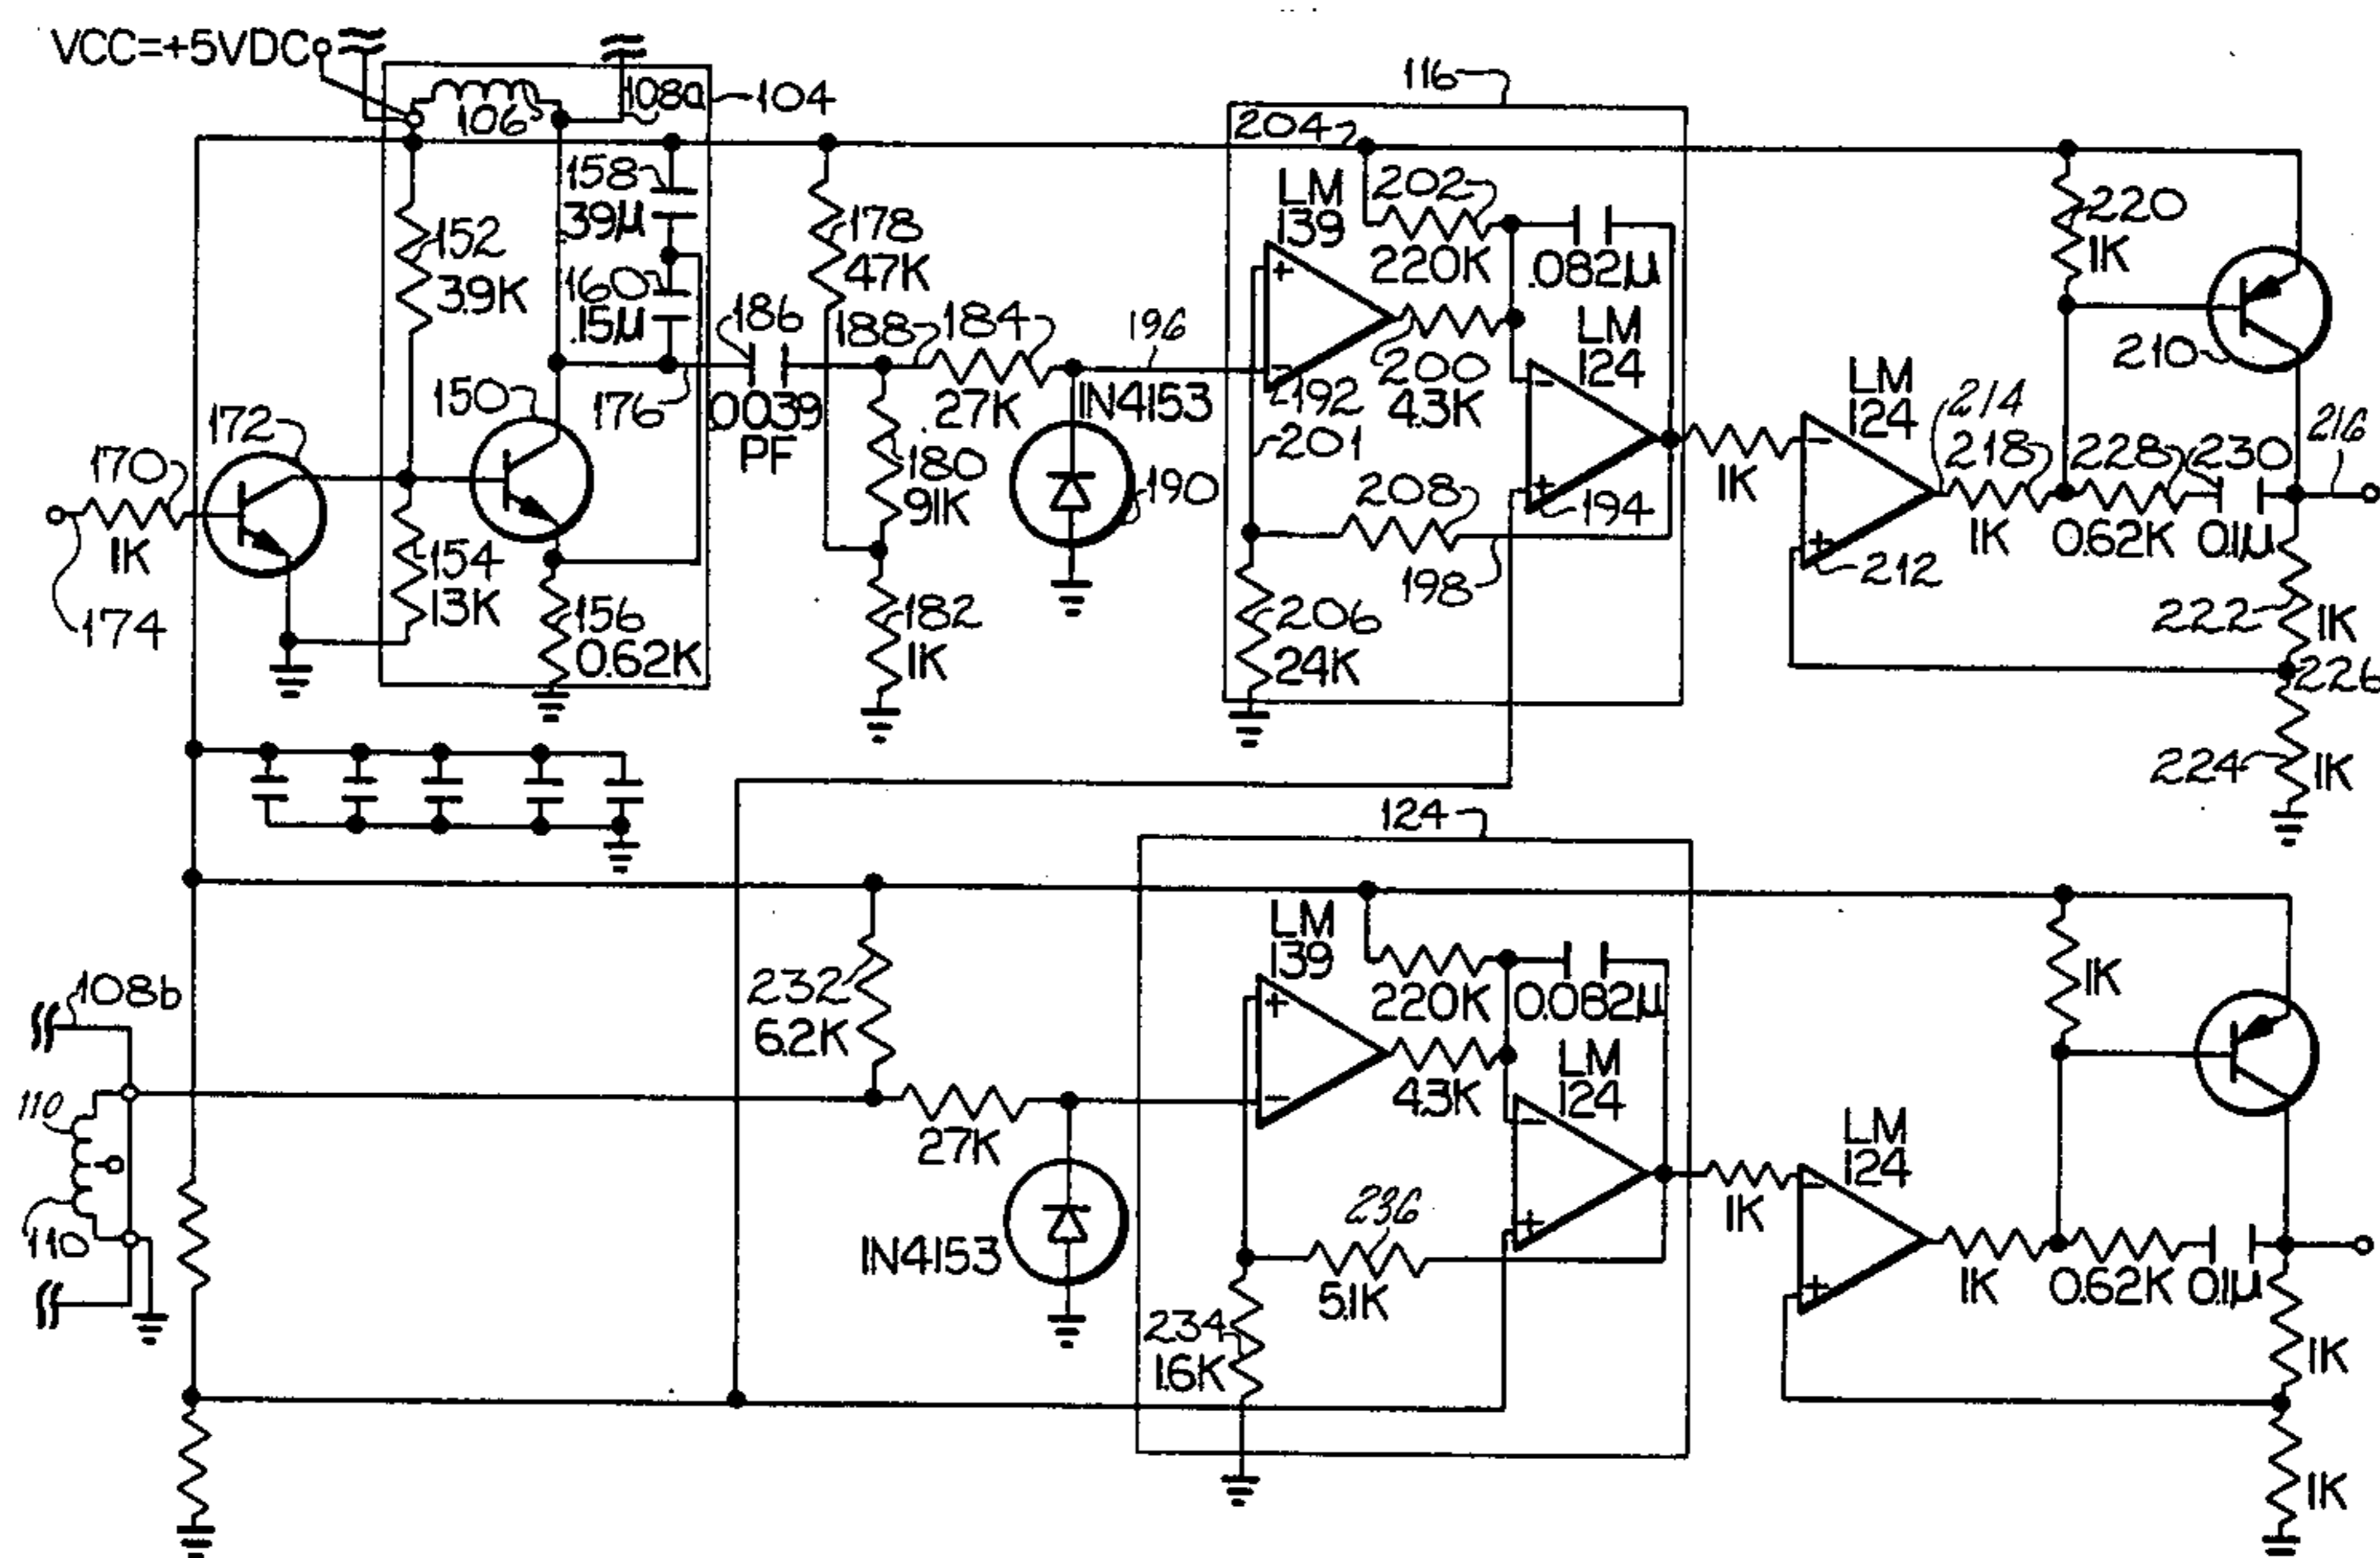 VCC=+5VDC
108a
104
106
116
204
158
.39µ
LM
139
202
220K
.082µ
220
1K
152
3.9K
178
47K
160
.15µ
186
188
184
196
LM
124
210
150
176
.0039
PF
.27K
1N4153
192
200
4.3K
LM
124
214
216
172
170
1K
180
91K
190
201
208
194
1K
218
1K
228
0.62K
230
0.1µ
174
154
13K
156
0.62K
182
1K
198
212
206
24K
222
1K
226
224
1K
124
LM
139
108b
232
6.2K
220K
0.082µ
1K
110
4.3K
LM
124
27K
LM
124
110
1N4153
236
5.1K
1K
1K
0.62K
0.1µ
234
1.6K
1K
1K